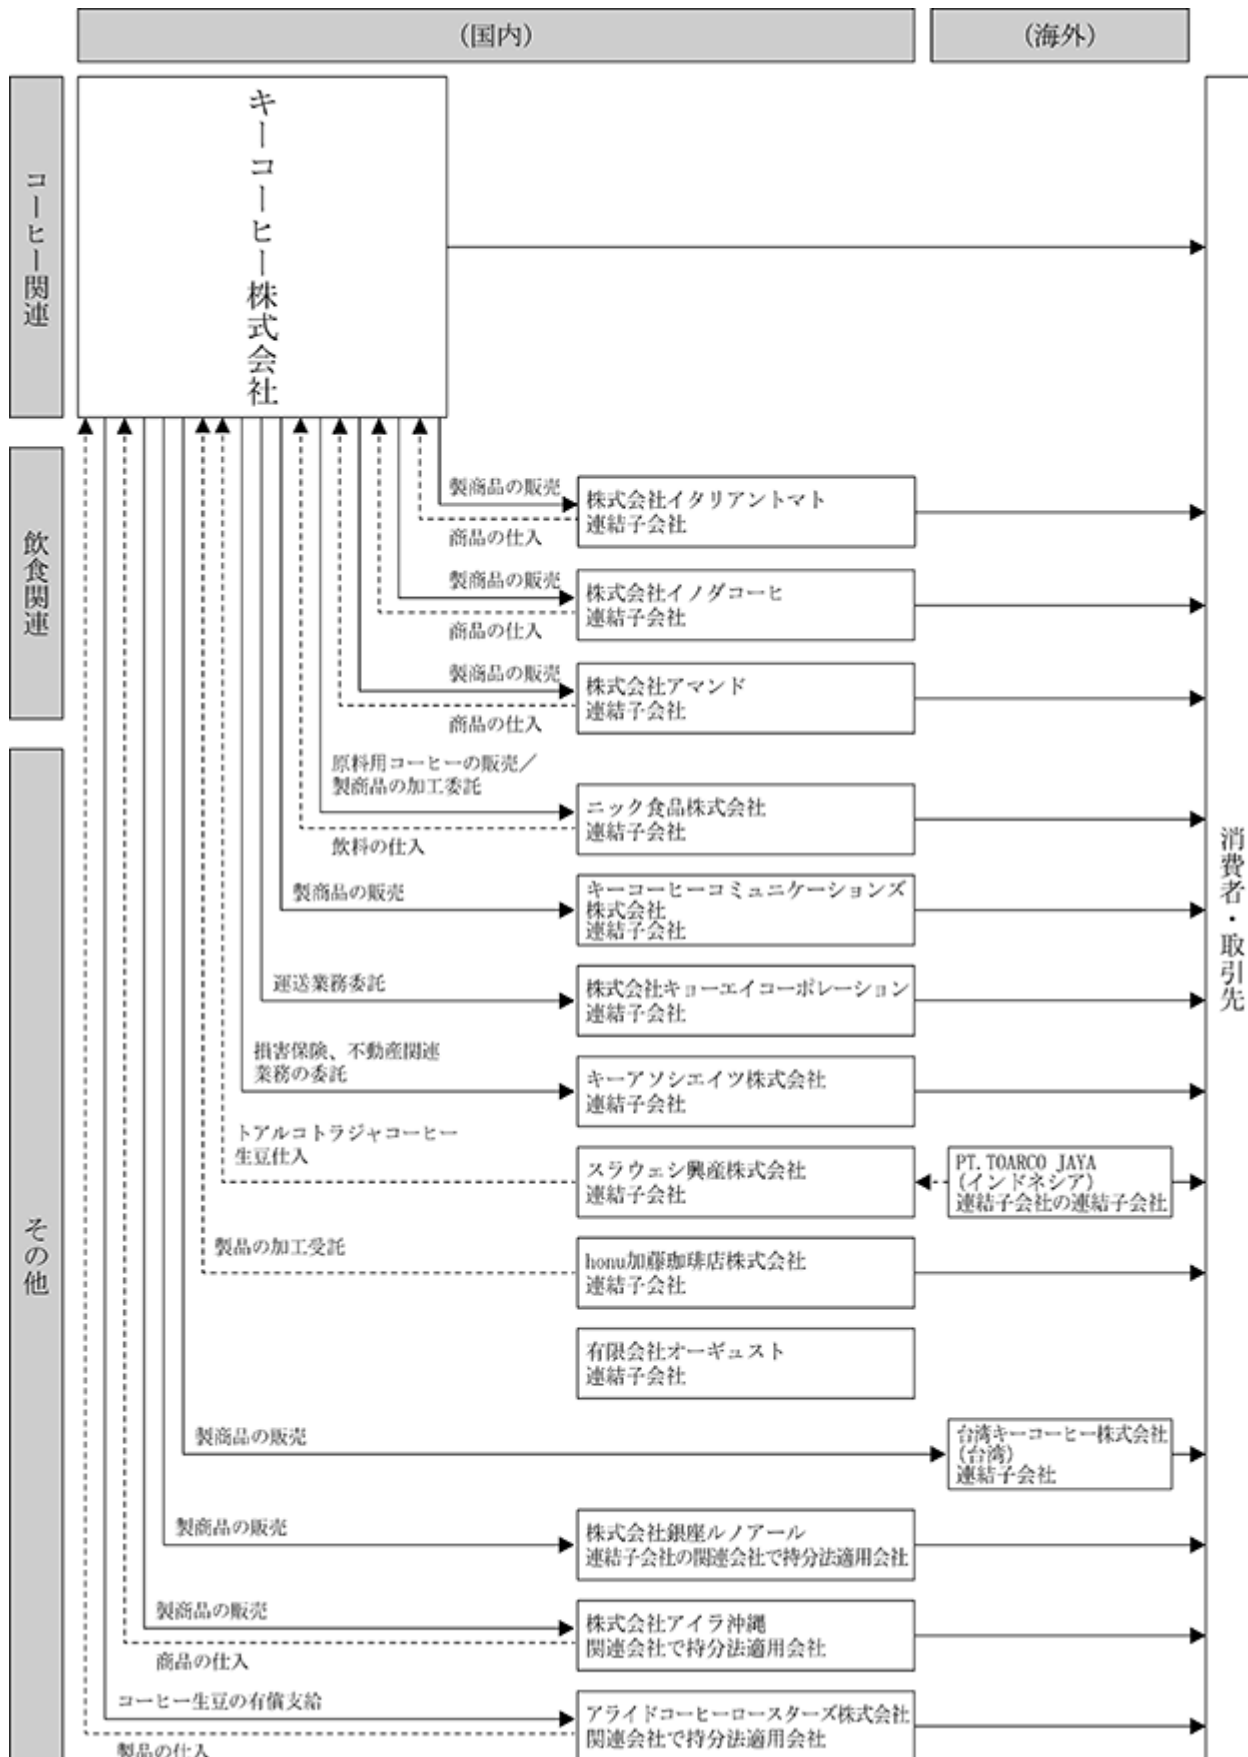 (国内)
(海外)
コーヒー関連
キーコーヒー株式会社
飲食関連
製商品の販売
株式会社イタリアントマト
連結子会社
商品の仕入
製商品の販売
株式会社イノダコーヒ
連結子会社
商品の仕入
製商品の販売
株式会社アマンド
連結子会社
商品の仕入
その他
原料用コーヒーの販売／
製商品の加工委託
ニック食品株式会社
連結子会社
飲料の仕入
製商品の販売
キーコーヒーコミュニケーションズ
株式会社
連結子会社
運送業務委託
株式会社キョーエイコーポレーション
連結子会社
損害保険、不動産関連
業務の委託
キーアソシエイツ株式会社
連結子会社
トアルコトラジャコーヒー
生豆仕入
スラウェシ興産株式会社
連結子会社
PT.TOARCO JAYA
(インドネシア)
連結子会社の連結子会社
製品の加工受託
honu加藤珈琲店株式会社
連結子会社
有限会社オーギュスト
連結子会社
製商品の販売
台湾キーコーヒー株式会社
(台湾)
連結子会社
製商品の販売
株式会社銀座ルノアール
連結子会社の関連会社で持分法適用会社
製商品の販売
株式会社アイラ沖縄
関連会社で持分法適用会社
商品の仕入
コーヒー生豆の有償支給
アライドコーヒーロースターズ株式会社
関連会社で持分法適用会社
製品の仕入
消費者・取引先